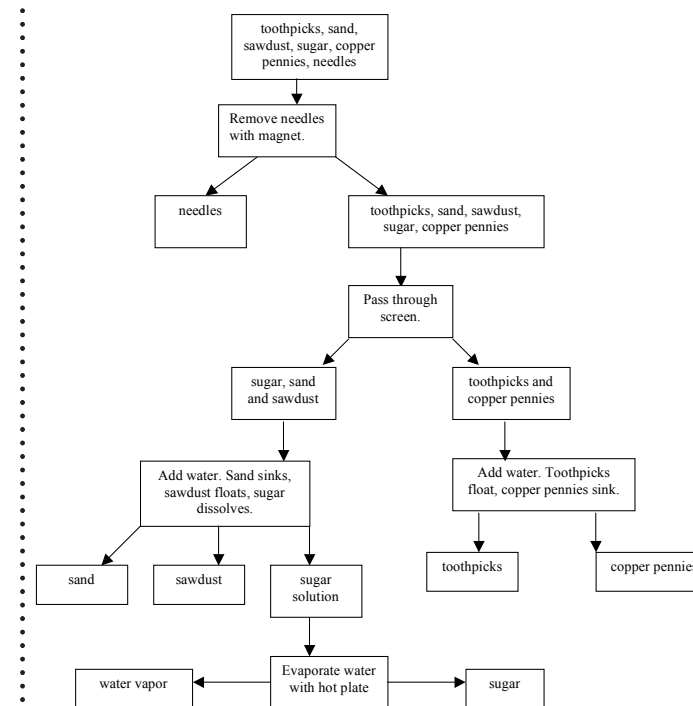 toothpicks, sand,
sawdust, sugar, copper
pennies, needles
Remove needles
with magnet.
needles
toothpicks, sand, sawdust,
sugar, copper pennies
Pass through
screen.
sugar, sand
and sawdust
toothpicks and
copper pennies
Add water. Sand sinks,
sawdust floats, sugar
dissolves.
Add water. Toothpicks
float, copper pennies sink.
sand
sawdust
sugar
solution
toothpicks
copper pennies
water vapor
Evaporate water
with hot plate
sugar